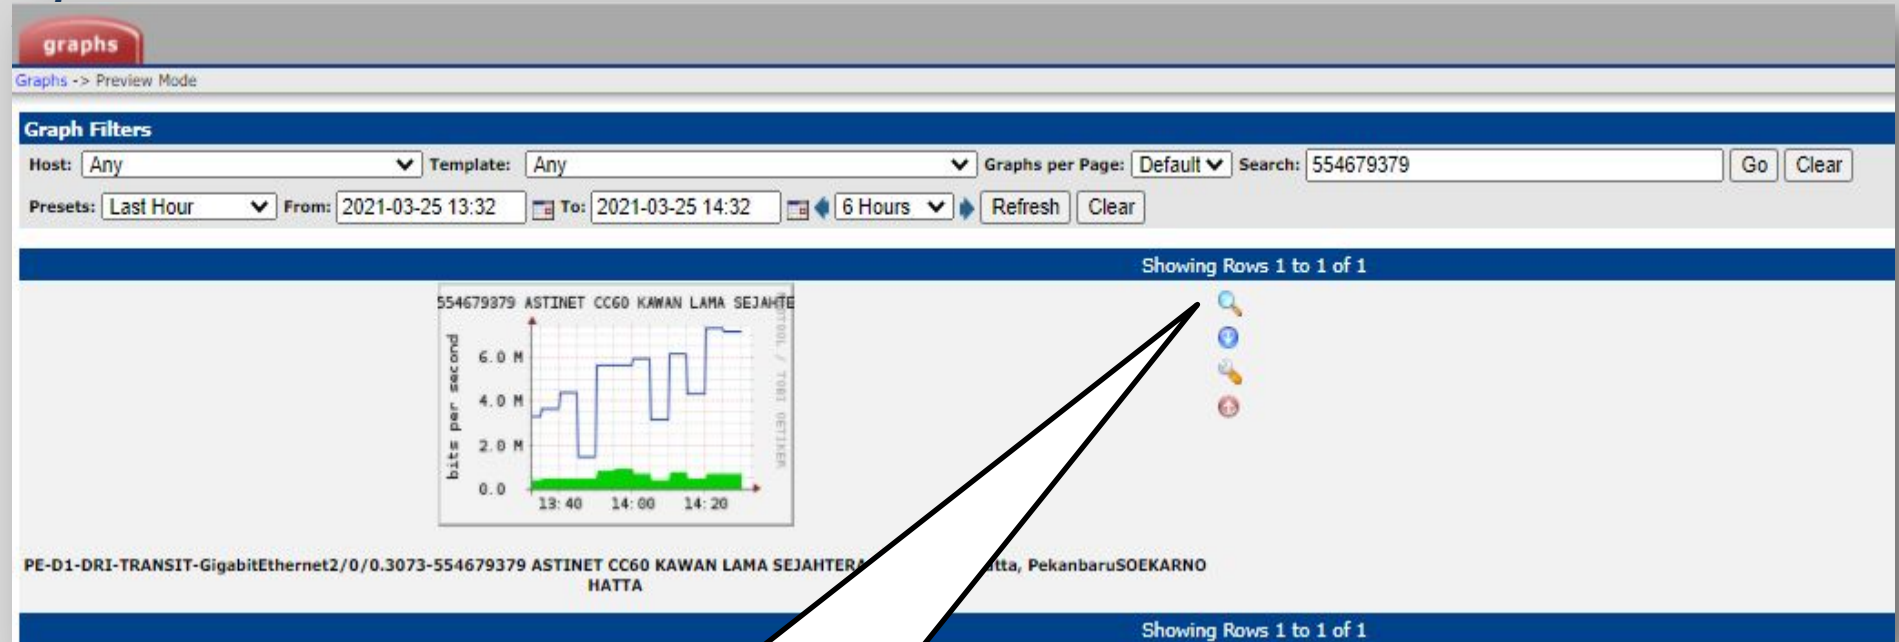 graphs
Graphs -> Preview Mode
Graph Filters
Host: Any Template: Any Graphs per Page: Default Search: 554679379 Go Clear
Presets: Last Hour From: 2021-03-25 13:32 To: 2021-03-25 14:32 6 Hours Refresh Clear
Showing Rows 1 to 1 of 1
554679379 ASTINET CC60 KAWAN LAMA SEJAHTE
bits per second
6.0 M
4.0 M
2.0 M
0.0
13:40 14:00 14:20
/ TOBI OETIKER
PE-D1-DRI-TRANSIT-GigabitEthernet2/0/0.3073-554679379 ASTINET CC60 KAWAN LAMA SEJAHTERA PekanbaruSOEKARNO
HATTA
Showing Rows 1 to 1 of 1